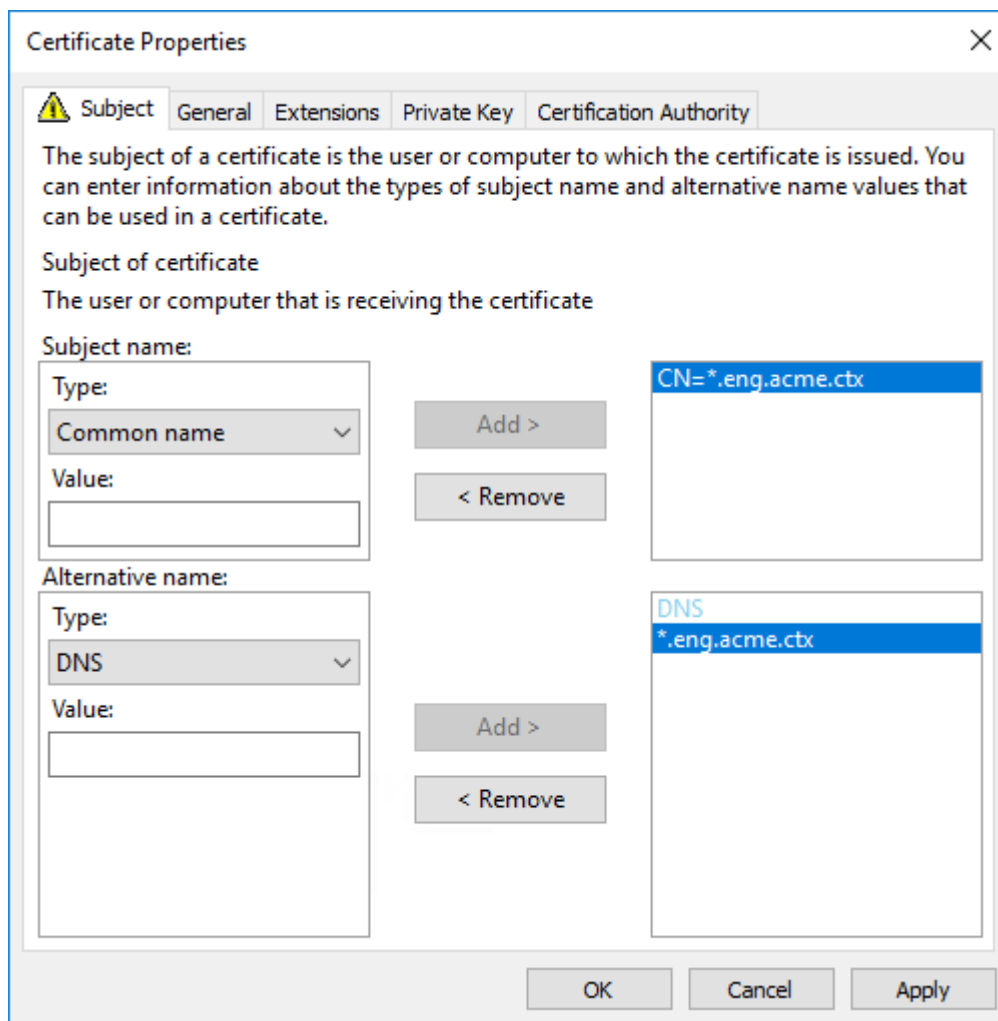 Certificate Properties
Subject General Extensions Private Key Certification Authority
The subject of a certificate is the user or computer to which the certificate is issued. You
can enter information about the types of subject name and alternative name values that
can be used in a certificate.
Subject of certificate
The user or computer that is receiving the certificate
Subject name:
Type:
Common name
Value:
Add >
< Remove
CN=*.eng.acme.ctx
Alternative name:
Type:
DNS
Value:
Add >
< Remove
DNS
*.eng.acme.ctx
OK Cancel Apply